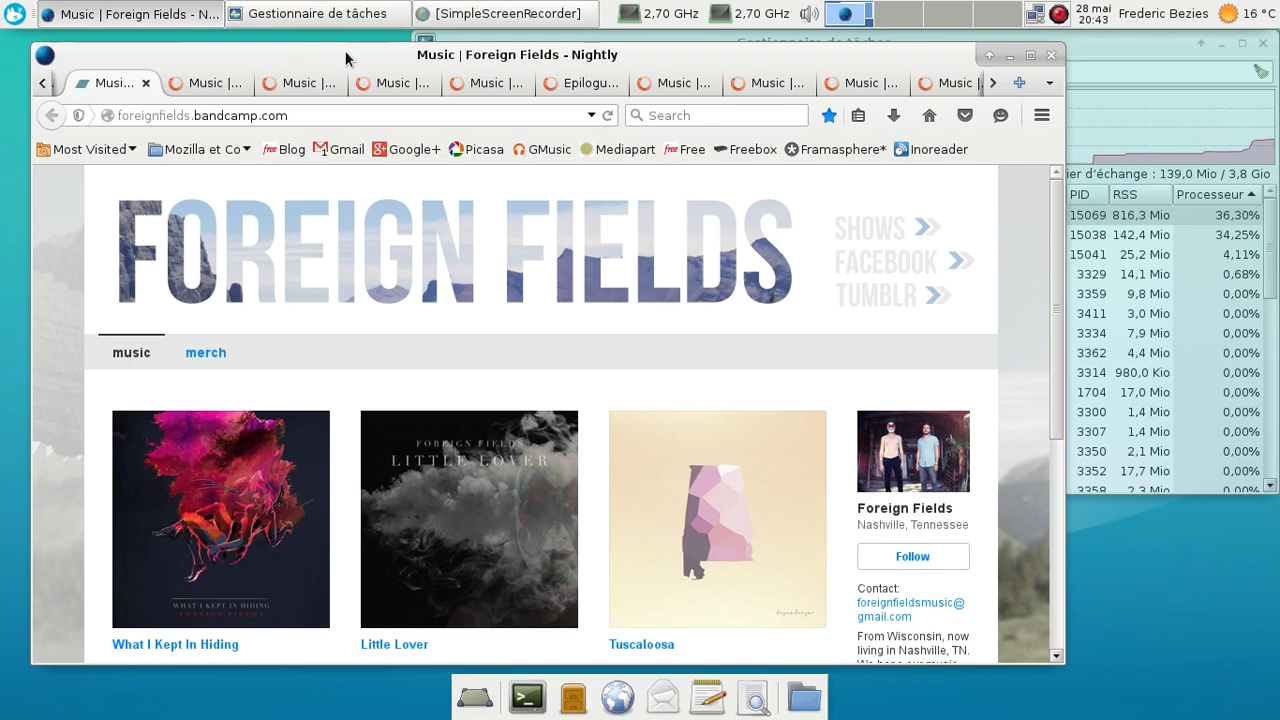 Music | Foreign Fields - N...
Gestionnaire de tâches
[SimpleScreenRecorder]
2,70 GHz
2,70 GHz
28 mai
20:43
Frederic Bezies
16 °C
Music | Foreign Fields - Nightly
Musi...
Music |...
Music |...
Music |...
Music |...
Epilogu...
Music |...
Music |...
Music |...
Music |
foreignfields.bandcamp.com
Search
Most Visited
Mozilla et Co
free Blog
Gmail
Google+
Picasa
GMusic
Mediapart
free Free
Freebox
Framasphere*
Inoreader
FOREIGN FIELDS
SHOWS
FACEBOOK
TUMBLR
music
merch
FOREIGN FIELDS
LITTLE LOVER
WHAT I KEPT IN HIDING
FOREIGN FIELDS
What I Kept In Hiding
Little Lover
Tuscaloosa
Foreign Fields
Nashville, Tennessee
Follow
Contact:
foreignfieldsmusic@
gmail.com
From Wisconsin, now
living in Nashville, TN.
ier d'échange : 139,0 Mio / 3,8 Gio
PID RSS Processeur
15069 816,3 Mio 36,30%
15038 142,4 Mio 34,25%
15041 25,2 Mio 4,11%
3329 14,1 Mio 0,68%
3359 9,8 Mio 0,00%
3411 3,0 Mio 0,00%
3334 7,9 Mio 0,00%
3362 4,4 Mio 0,00%
3314 980,0 Kio 0,00%
1704 17,0 Mio 0,00%
3300 1,4 Mio 0,00%
3307 1,4 Mio 0,00%
3350 2,1 Mio 0,00%
3352 17,7 Mio 0,00%
3358 2,3 Mio 0,00%